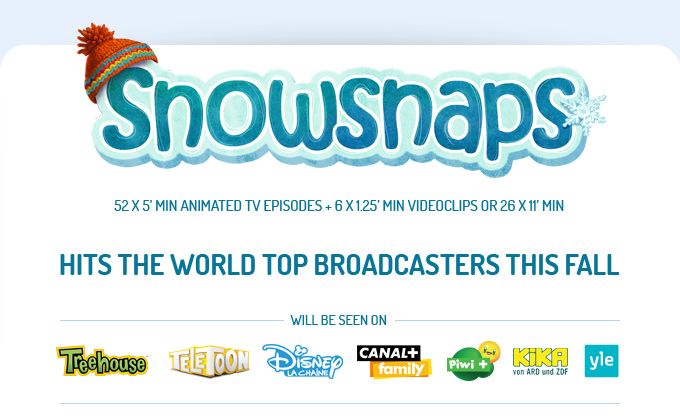 Snowsnaps
52 X 5' MIN ANIMATED TV EPISODES + 6 X 1.25' MIN VIDEOCLIPS OR 26 X 11' MIN
HITS THE WORLD TOP BROADCASTERS THIS FALL
WILL BE SEEN ON
Treehouse TELETOON Disney LA CHAÎNE CANAL+ family Piwi + KiKA von ARD und ZDF yle